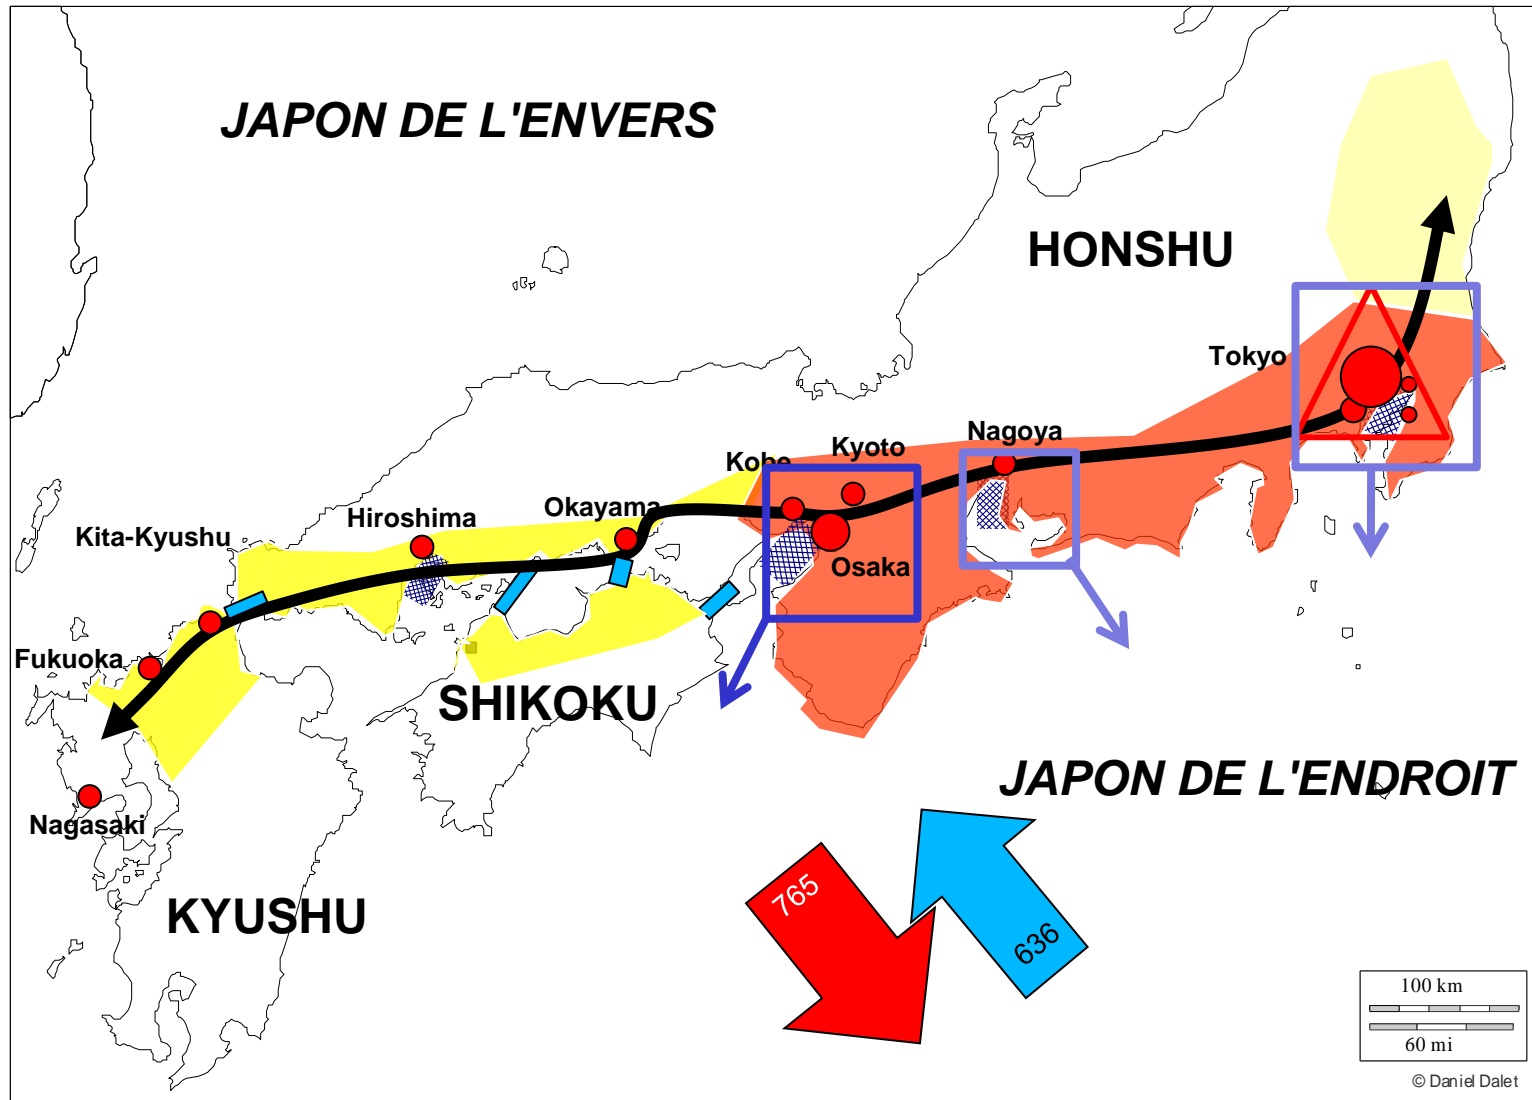 JAPON DE L'ENVERS
HONSHU
Tokyo
Nagoya
Kyoto
Kobe
Okayama
Hiroshima
Kita-Kyushu
Osaka
Fukuoka
SHIKOKU
JAPON DE L'ENDROIT
Nagasaki
765
KYUSHU
636
100 km
60 mi
© Daniel Dalet